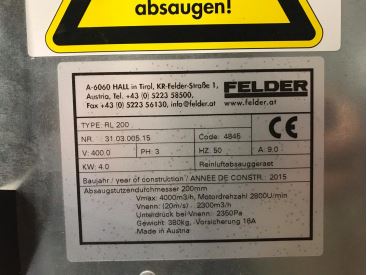 absaugen!
A-6060 HALL in Tirol, KR-Felder-Straße 1,
Austria, Tel. +43 (0) 5223 58500,
Fax +43 (0) 5223 56130, info@felder.at
FELDER
www.felder.at
TYPE: RL 200
NR. 31.03.005.15 Code: 4845 CE
V: 400.0 PH: 3 HZ: 50 A: 9.0
KW: 4.0 Reinluftabsauggerät
Baujahr / year of construction / ANNEE DE CONSTR. 2015
Absaugstutzendurchmesser 200mm
Vmax: 4000m3/h, Motordrehzahl 2800U/min
Vnenn: (20m/s) 2300m3/h
Unterdrück bei Vnenn: 2350Pa
Gewicht: 380kg, Vorsicherung 16A
Made in Austria